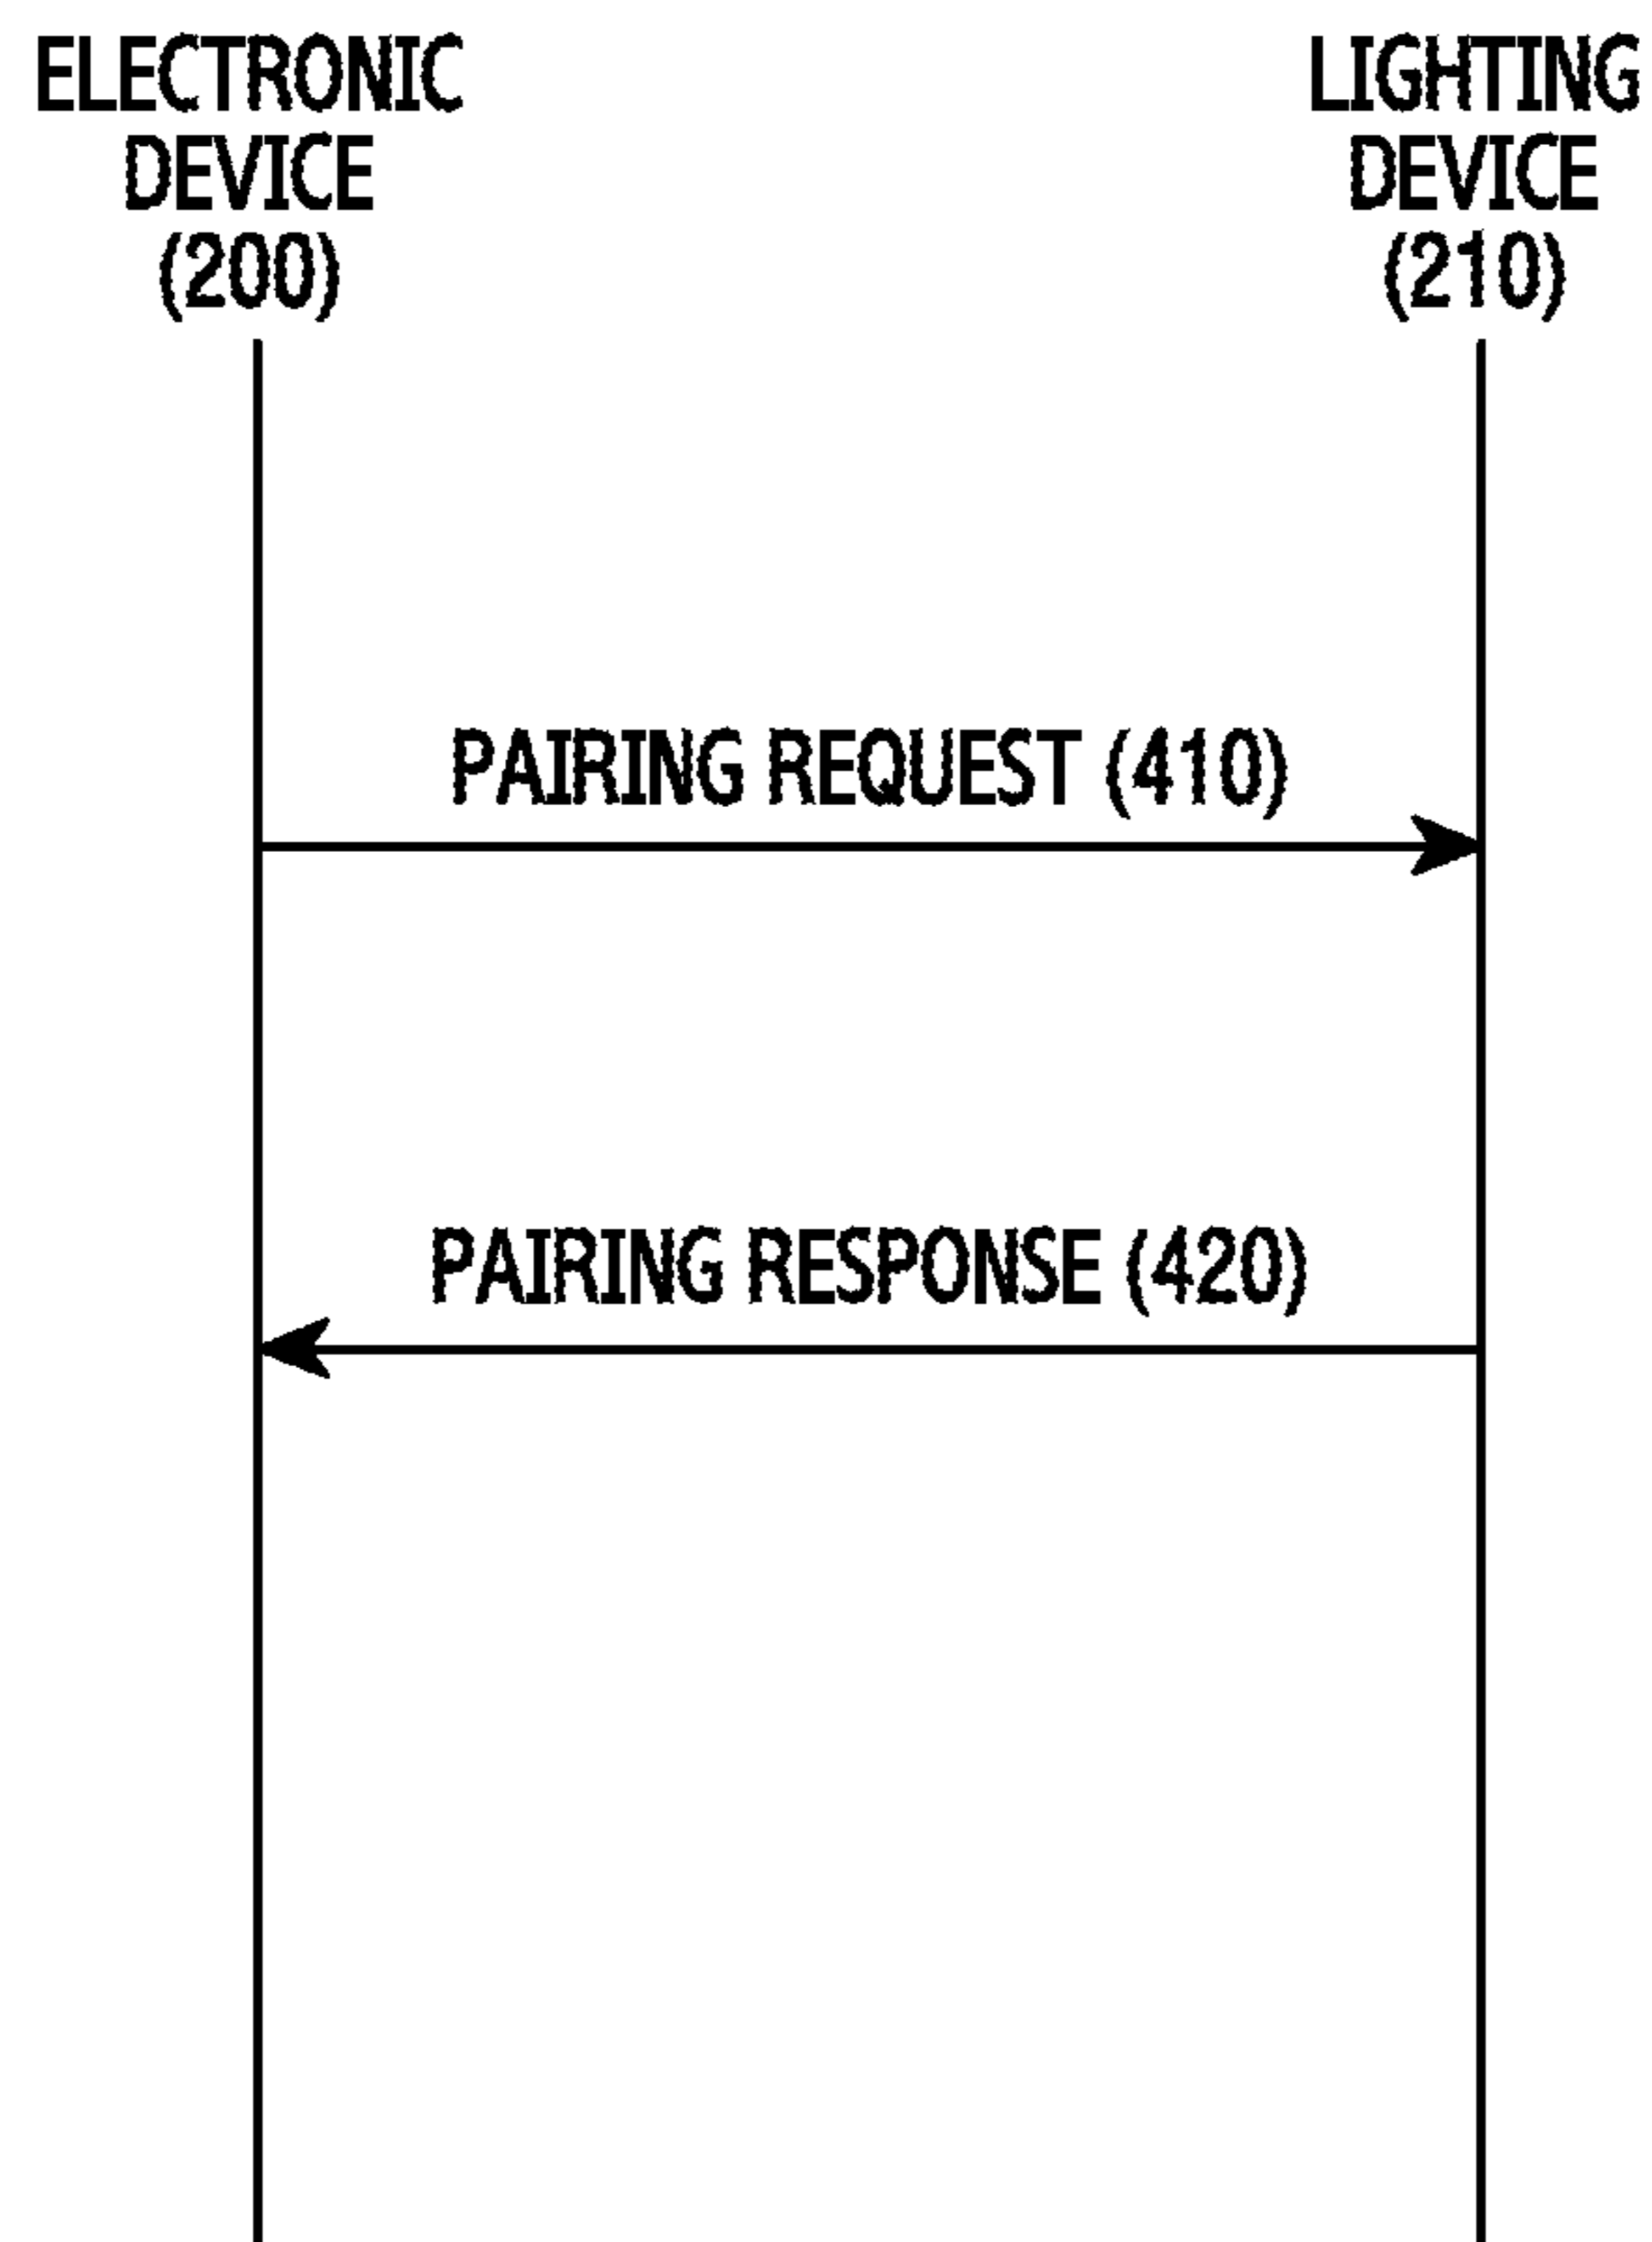 ELECTRONIC
DEVICE
(200)
LIGHTING
DEVICE
(210)
PAIRING REQUEST (410)
PAIRING RESPONSE (420)